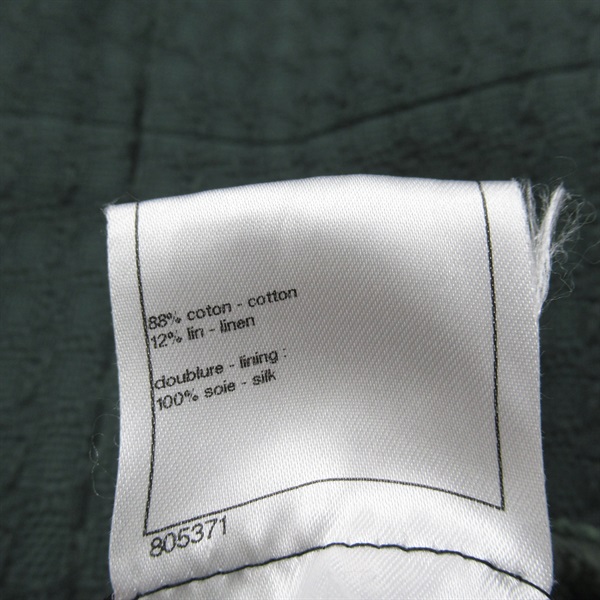 88% coton - cotton
12% lin - linen
doublure - lining :
100% soie - silk
805371